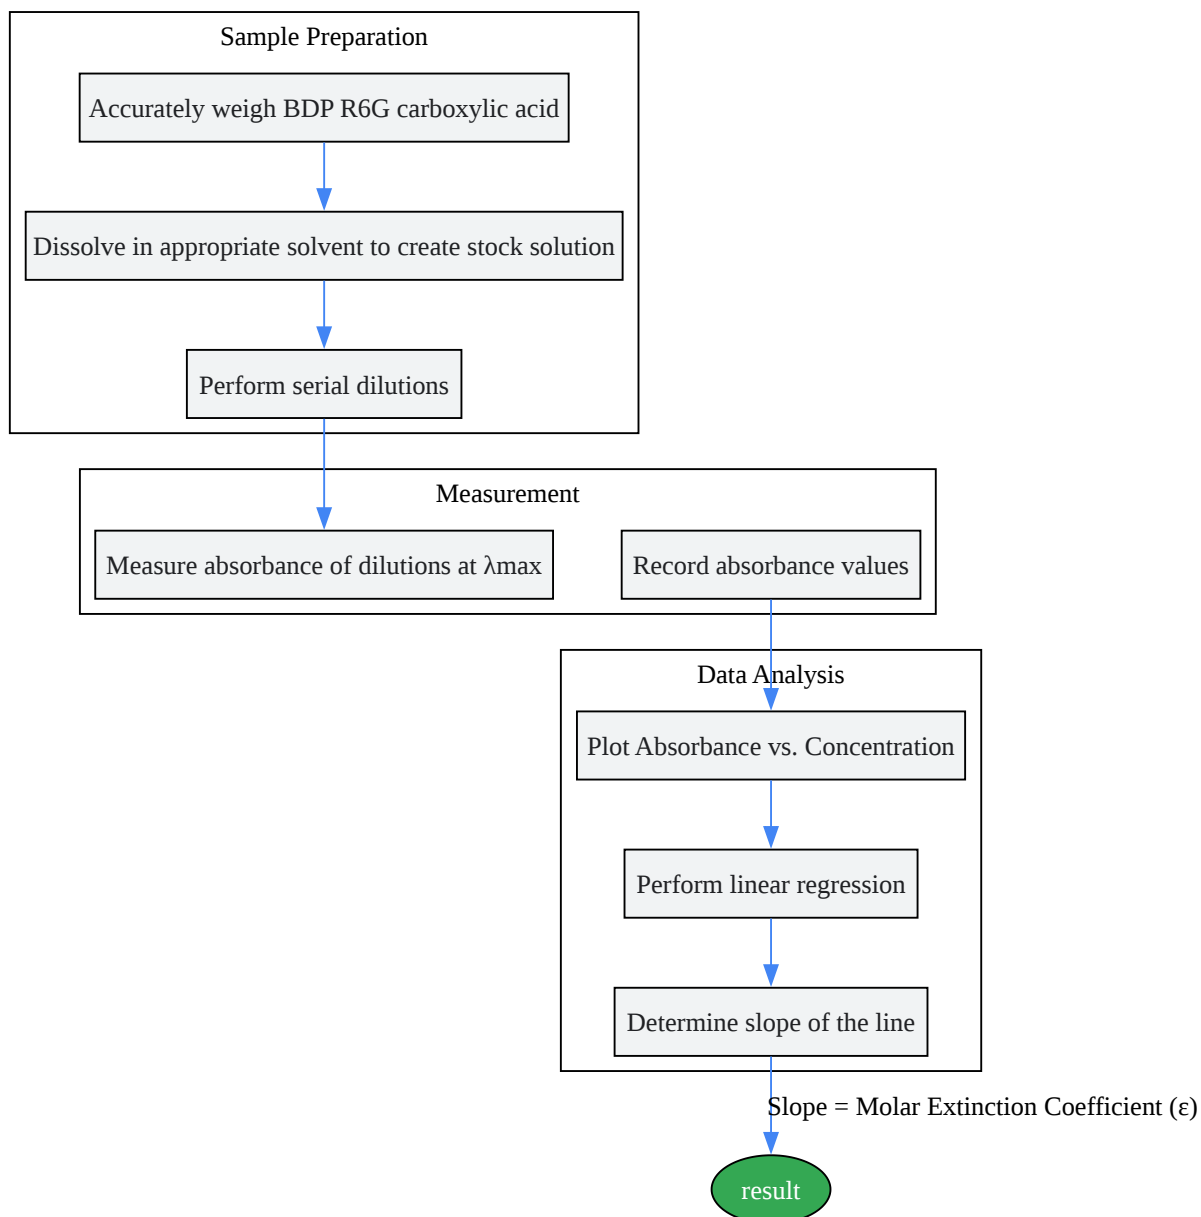 Sample Preparation
Accurately weigh BDP R6G carboxylic acid
Dissolve in appropriate solvent to create stock solution
Perform serial dilutions
Measurement
Measure absorbance of dilutions at λmax
Record absorbance values
Data Analysis
Plot Absorbance vs. Concentration
Perform linear regression
Determine slope of the line
Slope = Molar Extinction Coefficient (ε)
result